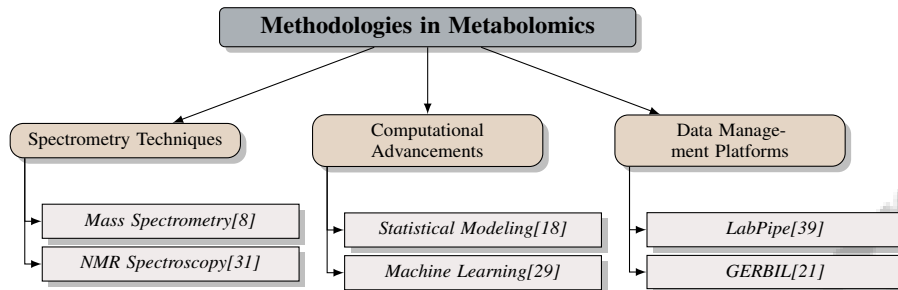 Methodologies in Metabolomics
Spectrometry Techniques
Computational
Advancements
Data Manage-
ment Platforms
Mass Spectrometry[8]
NMR Spectroscopy[31]
Statistical Modeling[18]
Machine Learning[29]
LabPipe[39]
GERBIL[21]